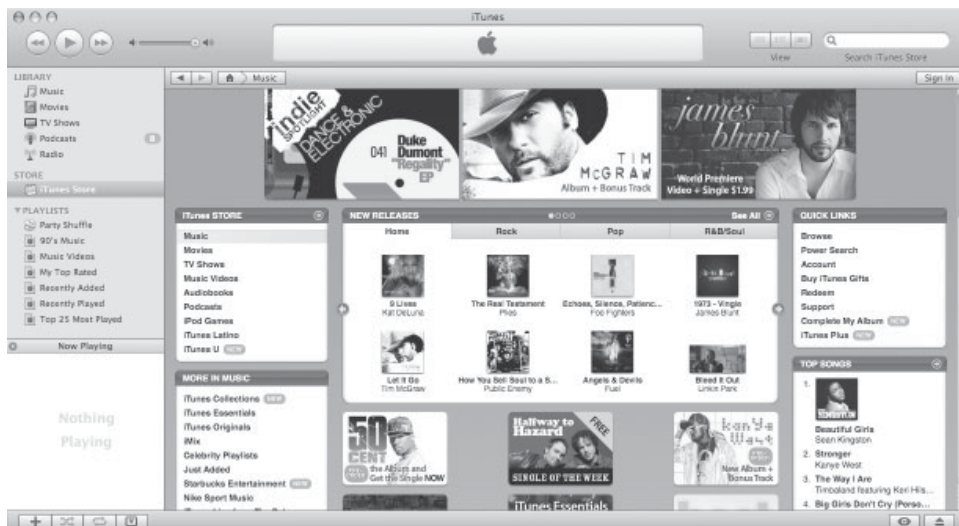 iTunes
View
Search iTunes Store
LIBRARY
Music
Movies
TV Shows
Podcasts
Radio
STORE
iTunes Store
PLAYLISTS
Party Shuffle
90's Music
Music Videos
My Top Rated
Recently Added
Recently Played
Top 25 Most Played
Now Playing
Nothing
Playing
Music
Sign In
indie
SPOTLIGHT
DANCE &
ELECTRONIC
041 Duke
Dumont
"Regality"
EP
TIM
McGRAW
Album + Bonus Track
james
blunt
World Premiere
Video + Single $1.99
iTunes STORE
Music
Movies
TV Shows
Music Videos
Audiobooks
Podcasts
iPod Games
iTunes Latino
iTunes U NEW
MORE IN MUSIC
iTunes Collections NEW
iTunes Essentials
iTunes Originals
iMix
Celebrity Playlists
Just Added
Starbucks Entertainment NEW
Nike Sport Music
NEW RELEASES
See All
Home Rock Pop R&B/Soul
9 Lives
Kat DeLuna
The Real Testament
Plies
Echoes, Silence, Patienc...
Foo Fighters
1973 - Single
James Blunt
Let It Go
Tim McGraw
How You Sell Soul to a S...
Public Enemy
Angels & Devils
Fuel
Bleed It Out
Linkin Park
50
CENT
the Album and
Get the Single NOW
Halfway to
Hazard
FREE
SINGLE OF THE WEEK
kanye
west
New Album +
Bonus Track
iTunes Essentials
QUICK LINKS
Browse
Power Search
Account
Buy iTunes Gifts
Redeem
Support
Complete My Album NEW
iTunes Plus NEW
TOP SONGS
1.
Beautiful Girls
Sean Kingston
2. Stronger
Kanye West
3. The Way I Are
Timbaland featuring Keri Hils...
4. Big Girls Don't Cry (Perso...